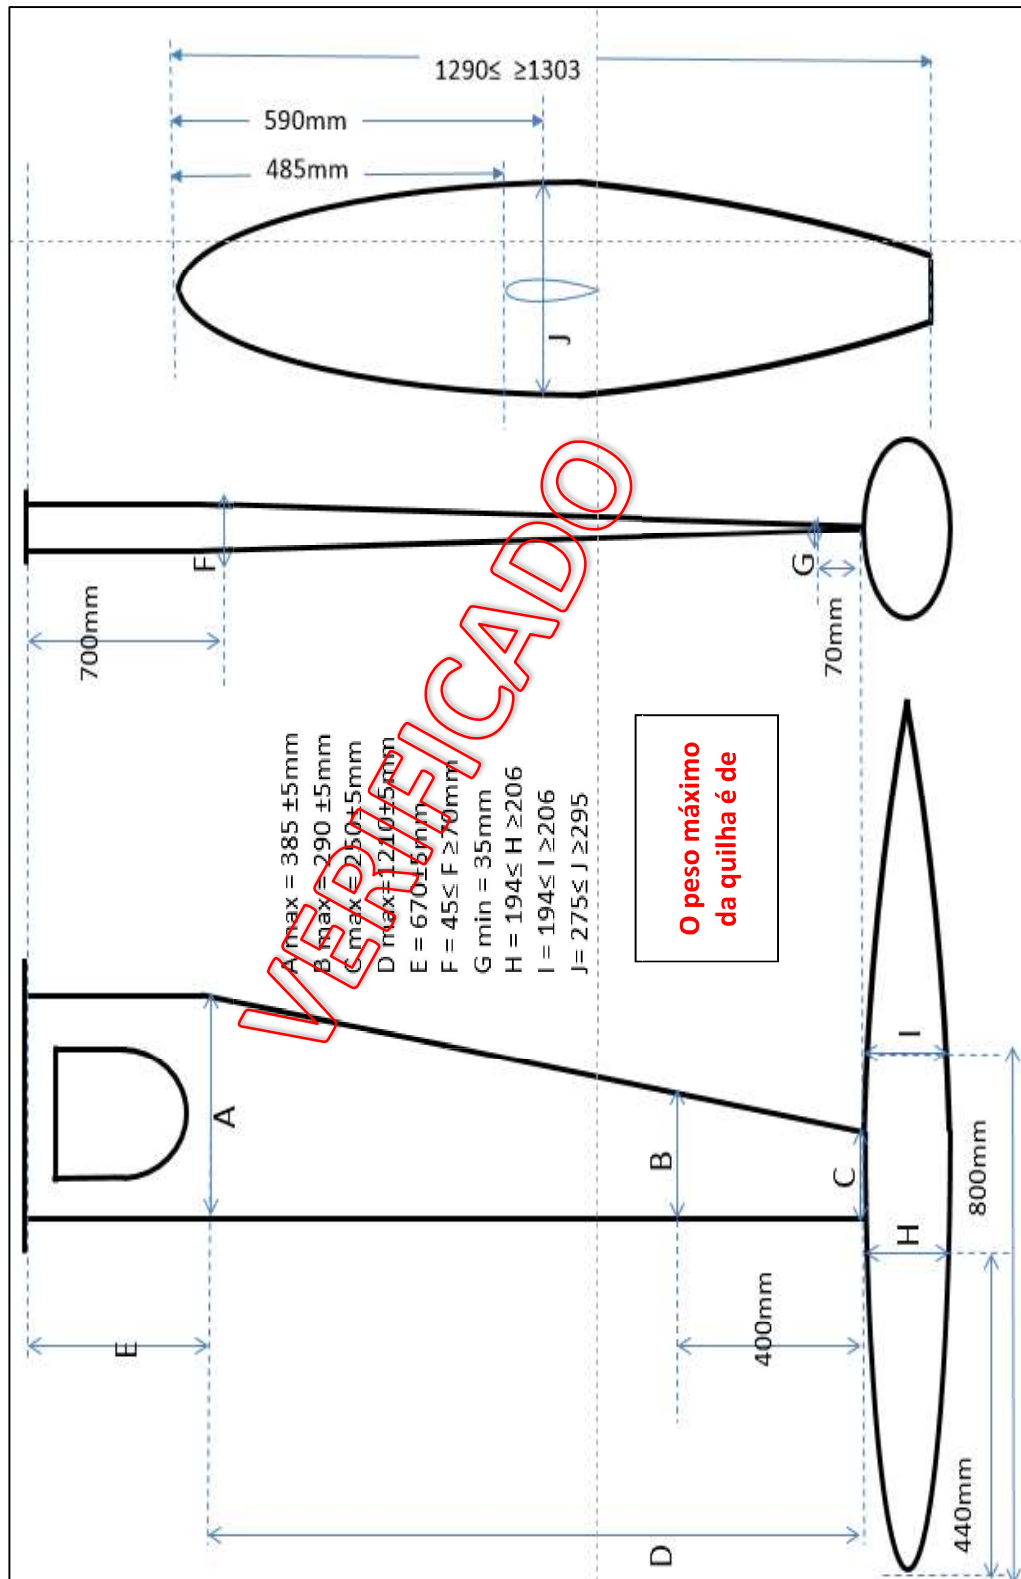 1290≤ ≥1303
590mm
485mm
J
F
G
700mm
70mm
A max = 385 ±5mm
B max = 290 ±5mm
C max = 250±5mm
D max=1210±5mm
E = 670±5mm
F = 45≤ F ≥70mm
G min = 35mm
H = 194≤ H ≥206
I = 194≤ I ≥206
J= 275≤ J ≥295
VERIFICADO
O peso máximo
da quilha é de
A
B
C
I
H
E
D
400mm
800mm
440mm